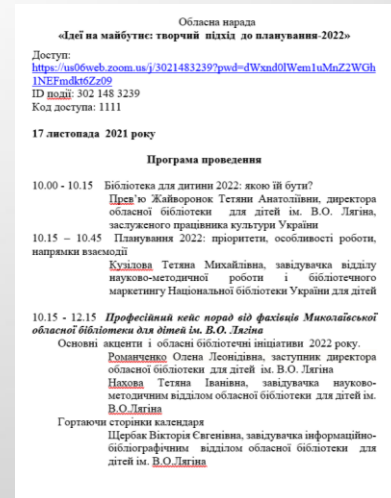 Обласна нарада
«Ідеї на майбутнє: творчий підхід до планування-2022»
Доступ:
https://us06web.zoom.us/j/3021483239?pwd=dWxnd0lWem1uMnZ2WGh
1NEFmdkt6Zz09
ID події: 302 148 3239
Код доступа: 1111
17 листопада 2021 року
Програма проведення
10.00 - 10.15 Бібліотека для дитини 2022: якою їй бути?
Прев'ю Жайворонок Тетяни Анатоліївни, директора
обласної бібліотеки для дітей ім. В.О. Лягіна,
заслуженого працівника культури України
10.15 – 10.45 Планування 2022: пріоритети, особливості роботи,
напрямки взаємодії
Кузілова Тетяна Михайлівна, завідувачка відділу
науково-методичної роботи і бібліотечного
маркетингу Національної бібліотеки України для дітей
10.15 - 12.15 Професійний кейс порад від фахівців Миколаївської
обласної бібліотеки для дітей ім. В.О. Лягіна
Основні акценти і обласні бібліотечні ініціативи 2022 року.
Романченко Олена Леонідівна, заступник директора
обласної бібліотеки для дітей ім. В.О. Лягіна
Нахова Тетяна Іванівна, завідувачка науково-
методичним відділом обласної бібліотеки для дітей ім.
В.О.Лягіна
Гортаючи сторінки календаря
Щербак Вікторія Євгенівна, завідувачка інформаційно-
бібліографічним відділом обласної бібліотеки для
дітей ім. В.О.Лягіна